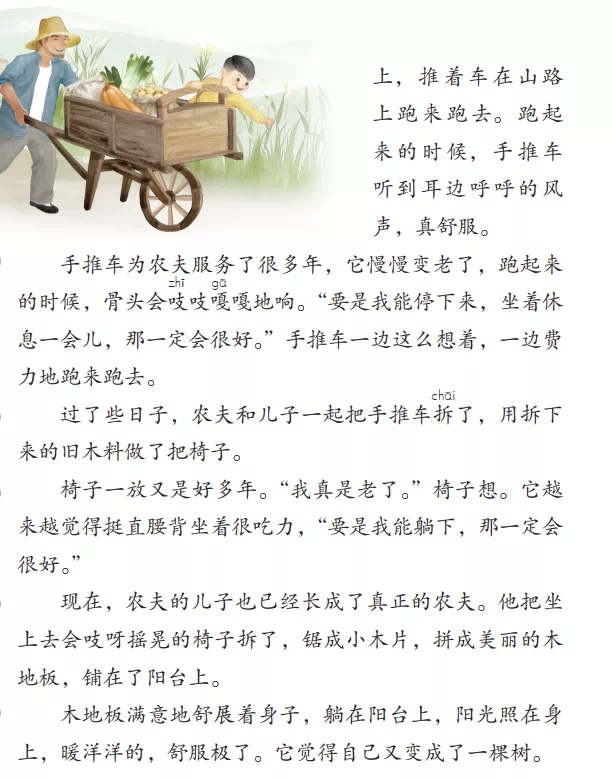 上，推着车在山路
上跑来跑去。跑起
来的时候，手推车
听到耳边呼呼的风
声，真舒服。
手推车为农夫服务了很多年，它慢慢变老了，跑起来
zhī gā
的时候，骨头会吱吱嘎嘎地响。“要是我能停下来，坐着休
息一会儿，那一定会很好。”手推车一边这么想着，一边费
力地跑来跑去。
chāi
过了些日子，农夫和儿子一起把手推车拆了，用拆下
来的旧木料做了把椅子。
椅子一放又是好多年。“我真是老了。”椅子想。它越
来越觉得挺直腰背坐着很吃力，“要是我能躺下，那一定会
很好。”
现在，农夫的儿子也已经长成了真正的农夫。他把坐
上去会吱呀摇晃的椅子拆了，锯成小木片，拼成美丽的木
地板，铺在了阳台上。
木地板满意地舒展着身子，躺在阳台上，阳光照在身
上，暖洋洋的，舒服极了。它觉得自己又变成了一棵树。